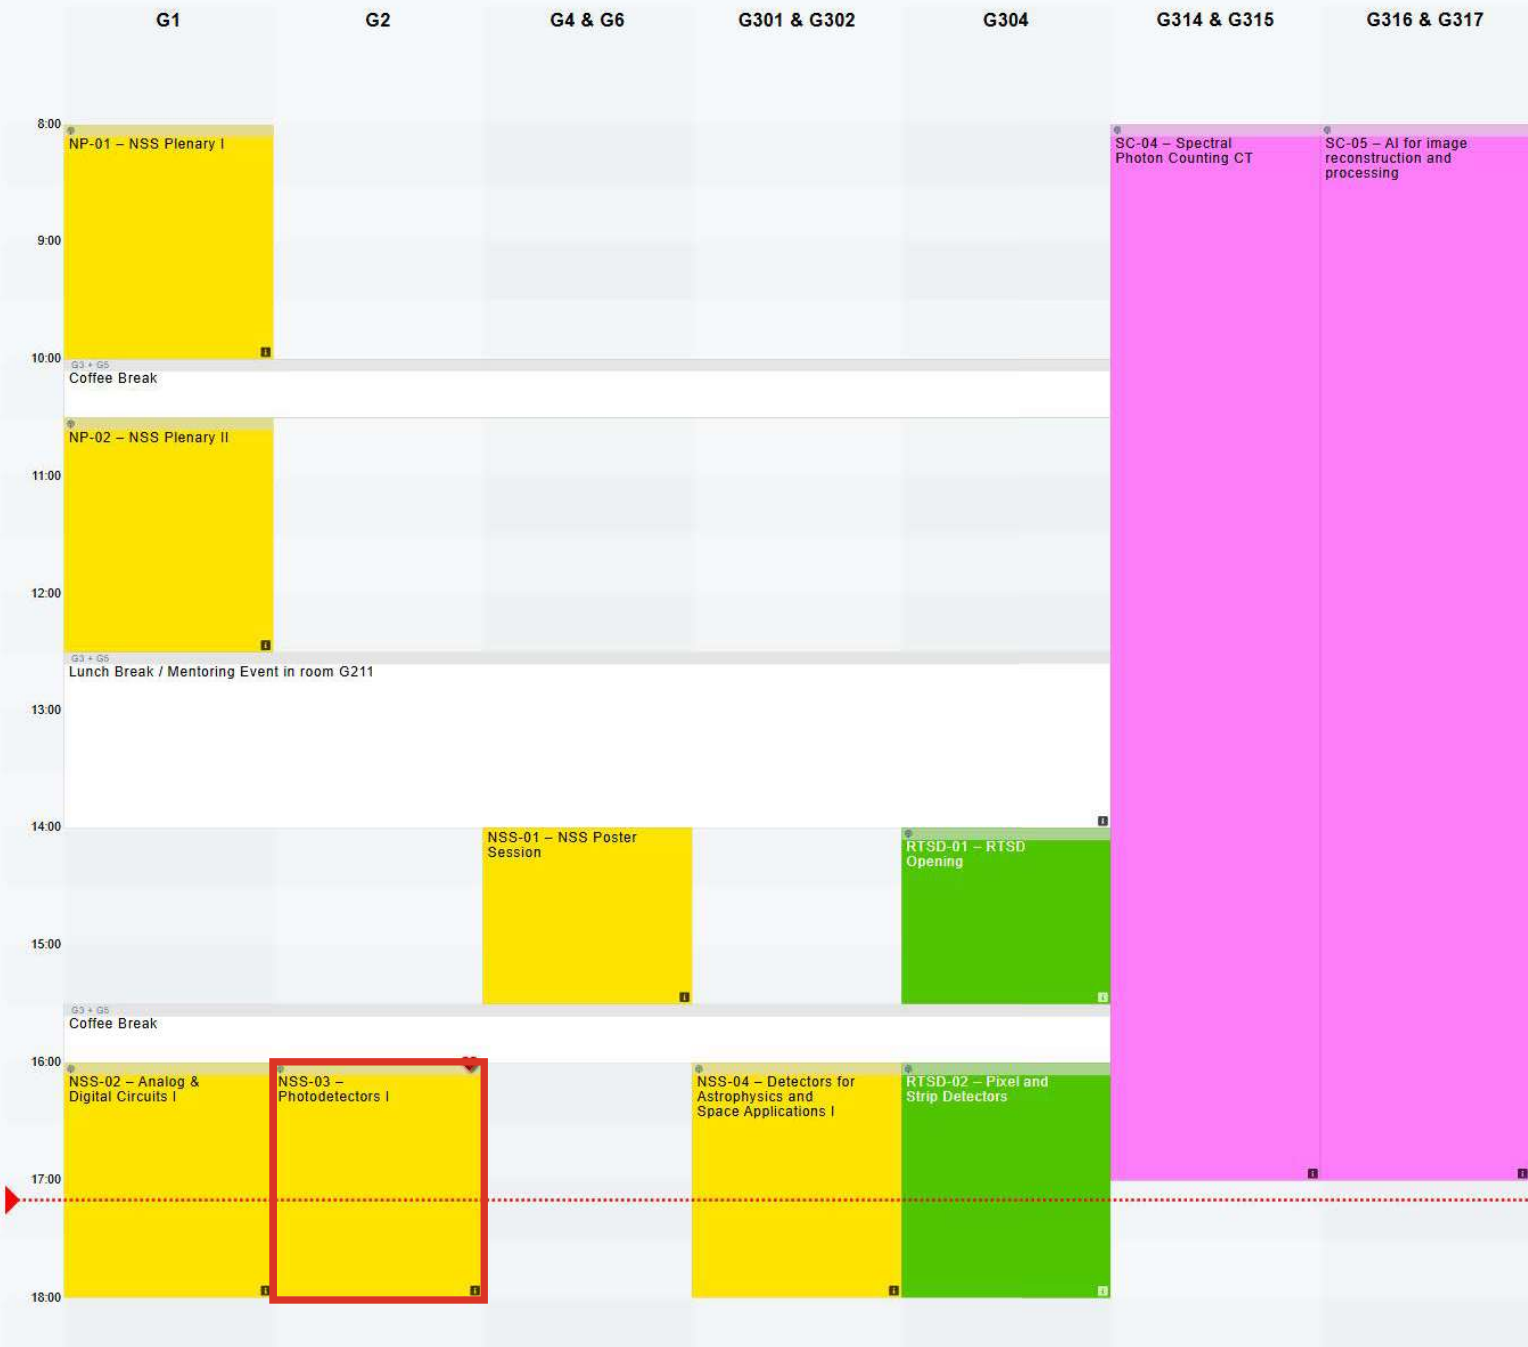 G1
G2
G4 & G6
G301 & G302
G304
G314 & G315
G316 & G317
8:00
NP-01 – NSS Plenary I
SC-04 – Spectral
Photon Counting CT
SC-05 – AI for image
reconstruction and
processing
9:00
10:00
G3 + G5
Coffee Break
NP-02 – NSS Plenary II
11:00
12:00
G3 + G5
Lunch Break / Mentoring Event in room G211
13:00
14:00
NSS-01 – NSS Poster
Session
RTSD-01 – RTSD
Opening
15:00
G3 + G5
Coffee Break
16:00
NSS-02 – Analog &
Digital Circuits I
NSS-03 –
Photodetectors I
NSS-04 – Detectors for
Astrophysics and
Space Applications I
RTSD-02 – Pixel and
Strip Detectors
17:00
18:00